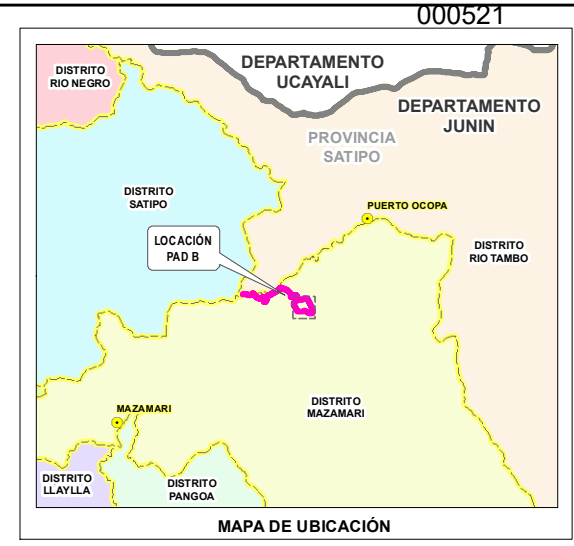 000521
DEPARTAMENTO
UCAYALI
DISTRITO
RIO NEGRO
DEPARTAMENTO
JUNIN
PROVINCIA
SATIPO
DISTRITO
SATIPO
PUERTO OCOPA
LOCACIÓN
PAD B
DISTRITO
RIO TAMBO
MAZAMARI
DISTRITO
MAZAMARI
DISTRITO
LLAYLLA
DISTRITO
PANGOA
MAPA DE UBICACIÓN